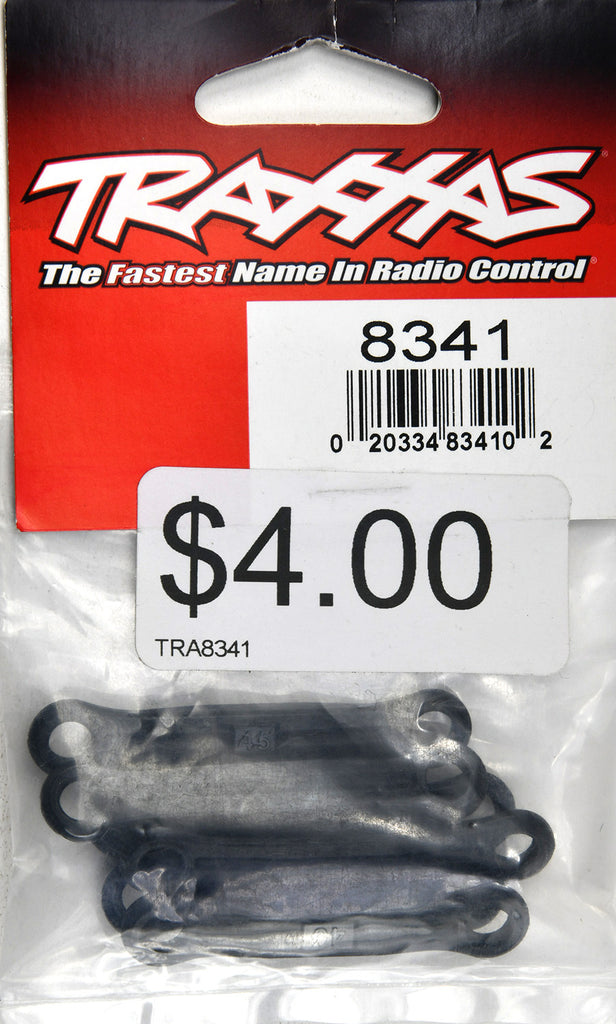 TRAXXAS®
The Fastest Name In Radio Control®
8341
0 20334 83410 2
$4.00
TRA8341